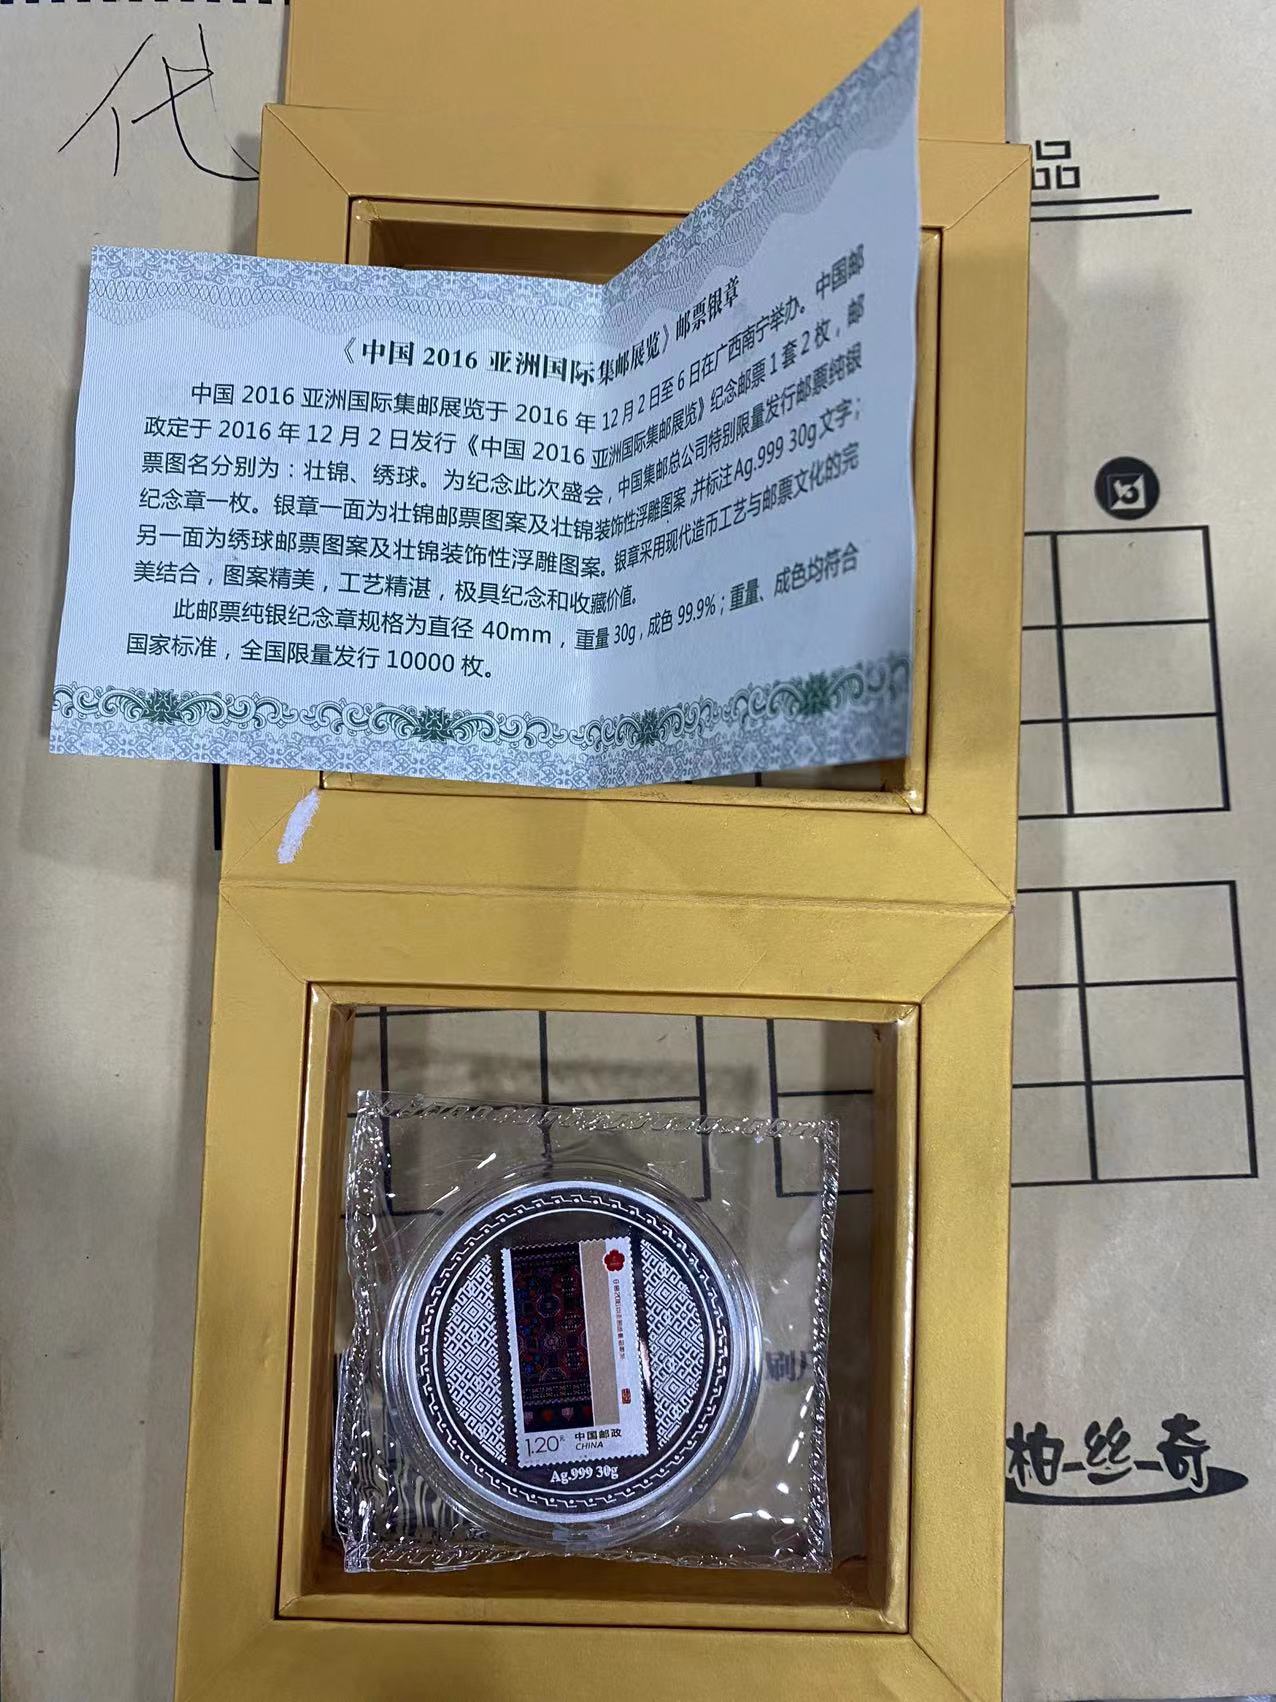 代
品
《中国 2016 亚洲国际集邮展览》邮票银章
中国 2016 亚洲国际集邮展览于 2016 年 12 月 2 日至 6 日在广西南宁举办。中国邮
政定于 2016 年 12 月 2 日发行《中国 2016 亚洲国际集邮展览》纪念邮票 1 套 2 枚，邮
票图名分别为：壮锦、绣球。为纪念此次盛会，中国集邮总公司特别限量发行邮票纯银
纪念章一枚。银章一面为壮锦邮票图案及壮锦装饰性浮雕图案 并标注Ag.999 30g文字；
另一面为绣球邮票图案及壮锦装饰性浮雕图案。银章采用现代造币工艺与邮票文化的完
美结合，图案精美，工艺精湛，极具纪念和收藏价值。
此邮票纯银纪念章规格为直径 40mm，重量 30g，成色 99.9%；重量、成色均符合
国家标准，全国限量发行 10000 枚。
1.20元 中国邮政
CHINA
Ag.999 30g
刷
柏丝奇